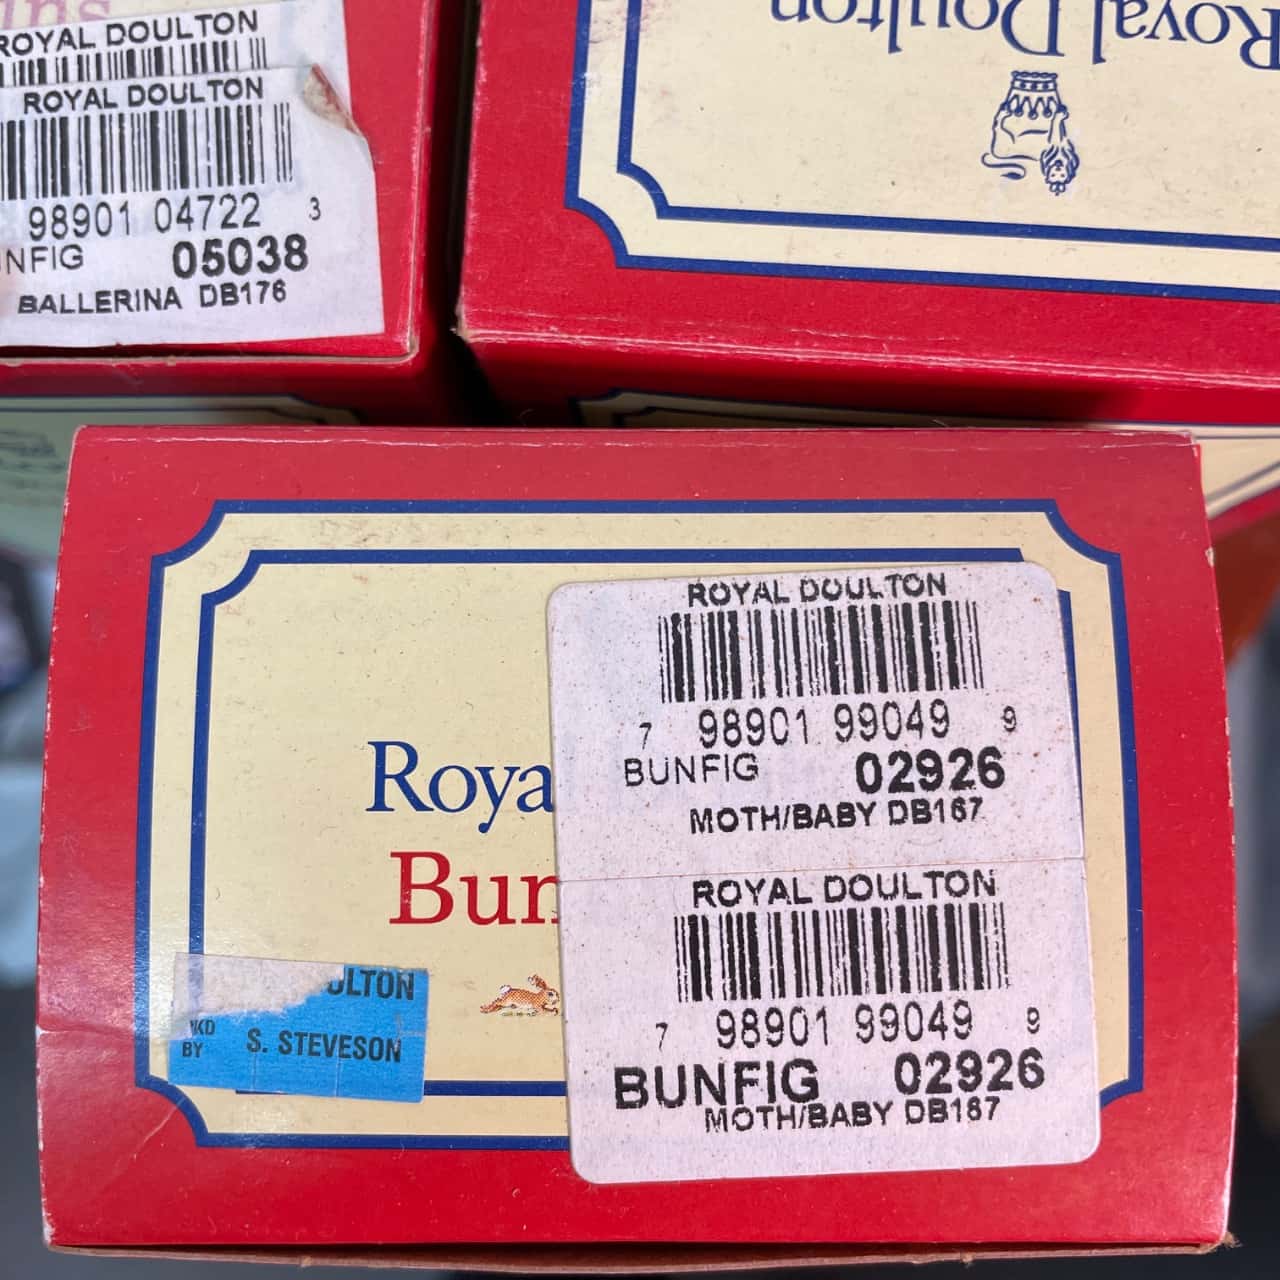 ROYAL DOULTON
ROYAL DOULTON
98901 04722 3
NFIG 05038
BALLERINA DB176
Royal Doulton
ROYAL DOULTON
7 98901 99049 9
BUNFIG 02926
MOTH/BABY DB167
Roya
Bun
ROYAL DOULTON
7 98901 99049 9
BUNFIG 02926
MOTH/BABY DB167
ULTON
KD
BY S. STEVESON